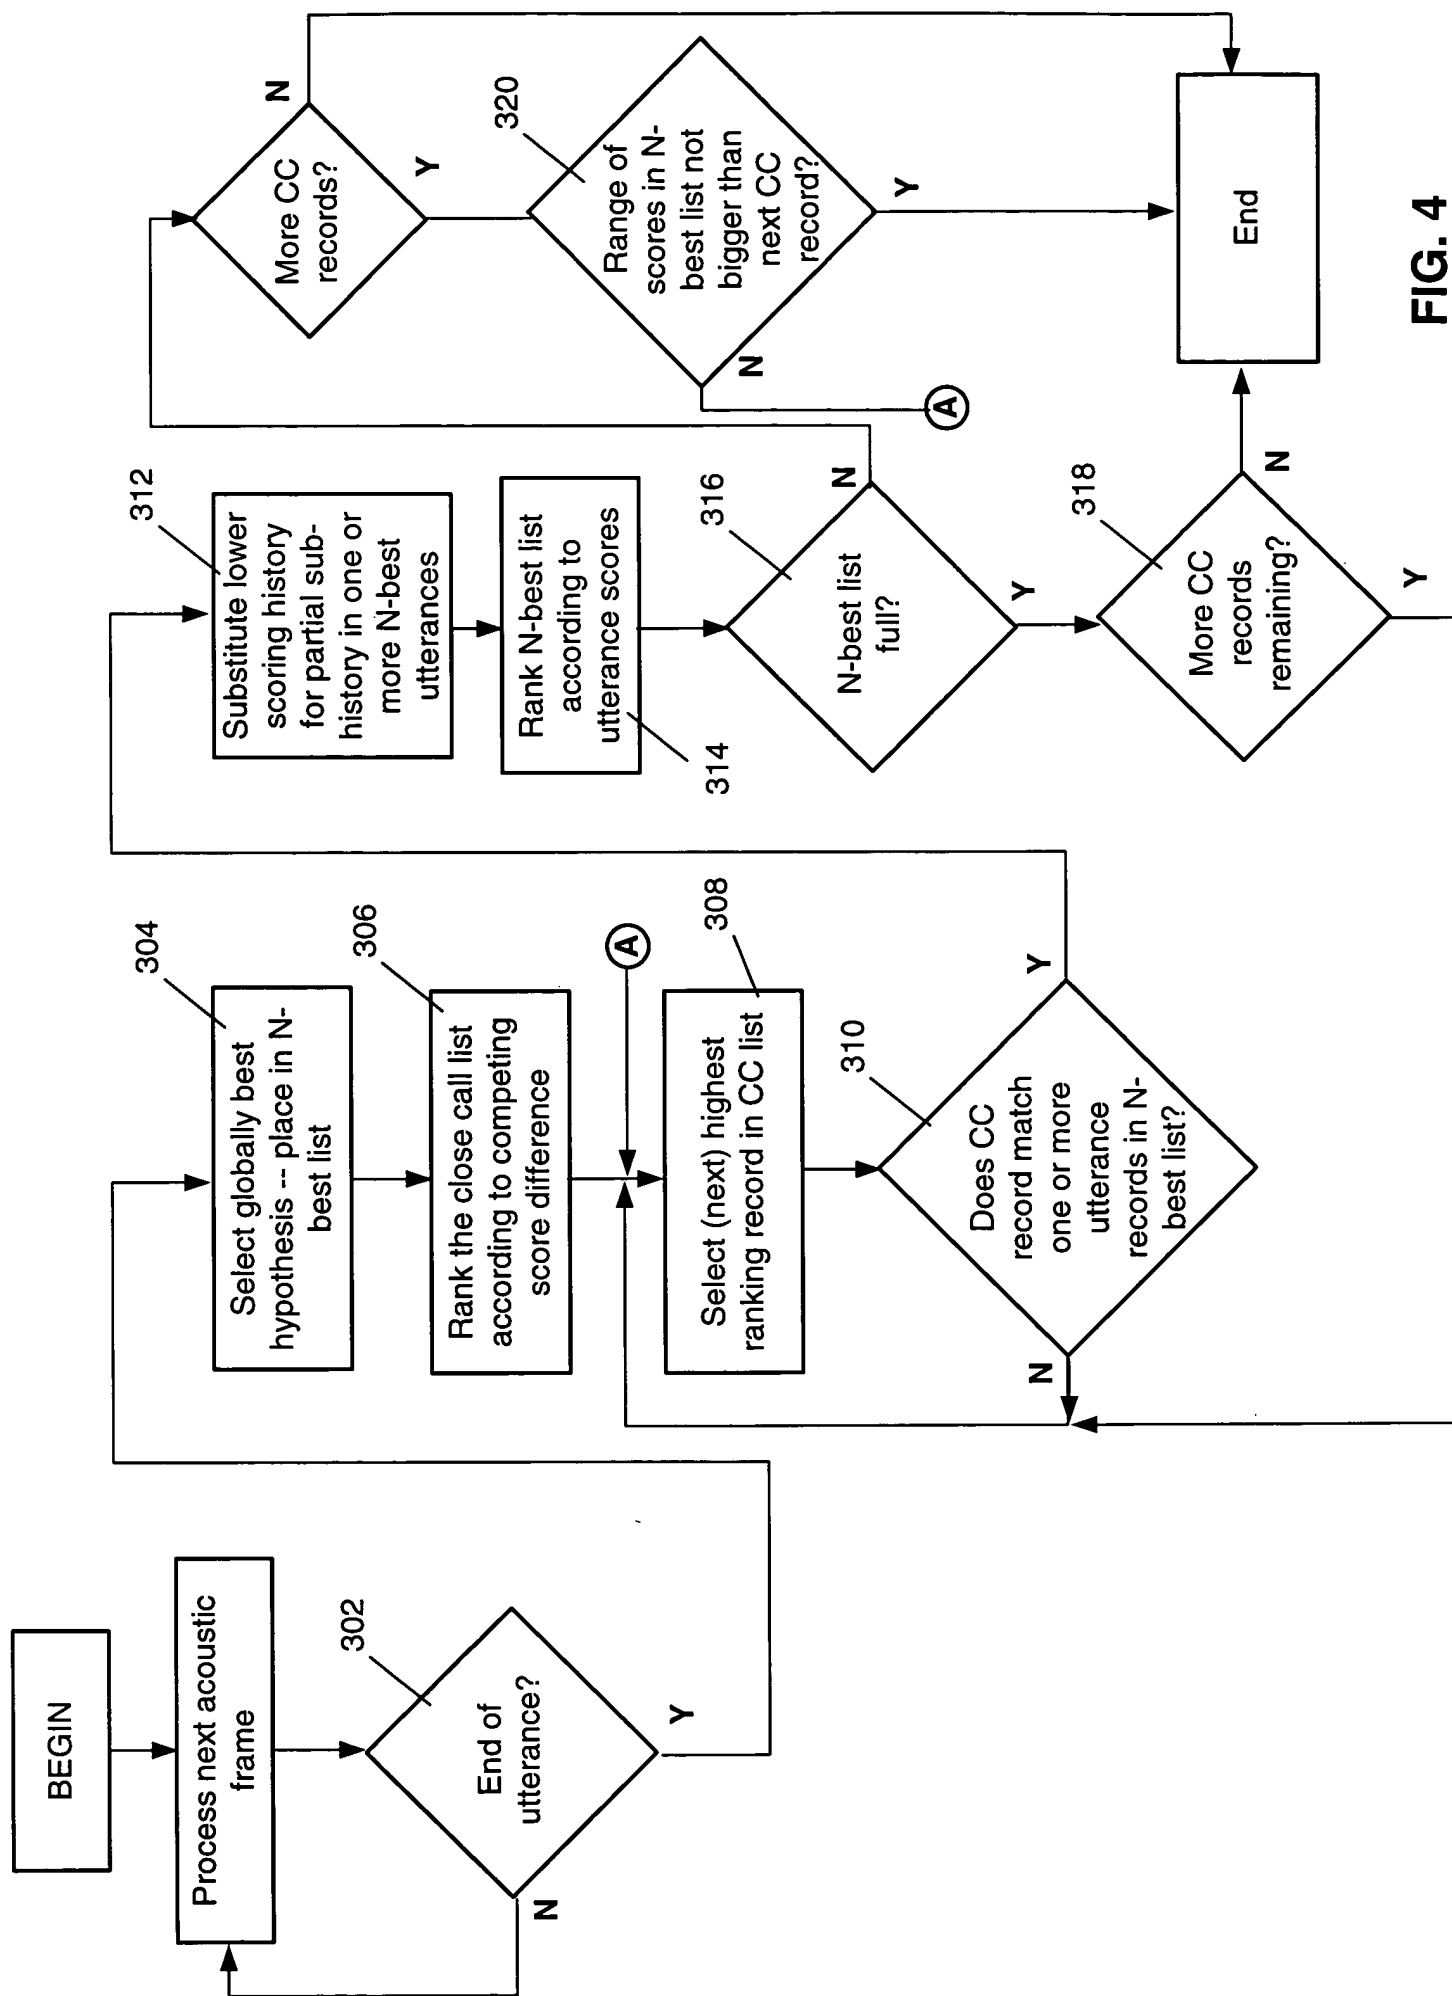 BEGIN
Process next acoustic
frame
302
End of
utterance?
N
Y
304
Select globally best
hypothesis -- place in N-
best list
306
Rank the close call list
according to competing
score difference
A
308
Select (next) highest
ranking record in CC list
310
Does CC
record match
one or more
utterance
records in N-
best list?
N
Y
312
Substitute lower
scoring history
for partial sub-
history in one or
more N-best
utterances
Rank N-best list
according to
utterance scores
314
316
N-best list
full?
N
Y
318
More CC
records
remaining?
N
Y
More CC
records?
N
Y
320
Range of
scores in N-
best list not
bigger than
next CC
record?
N
Y
A
End
FIG. 4